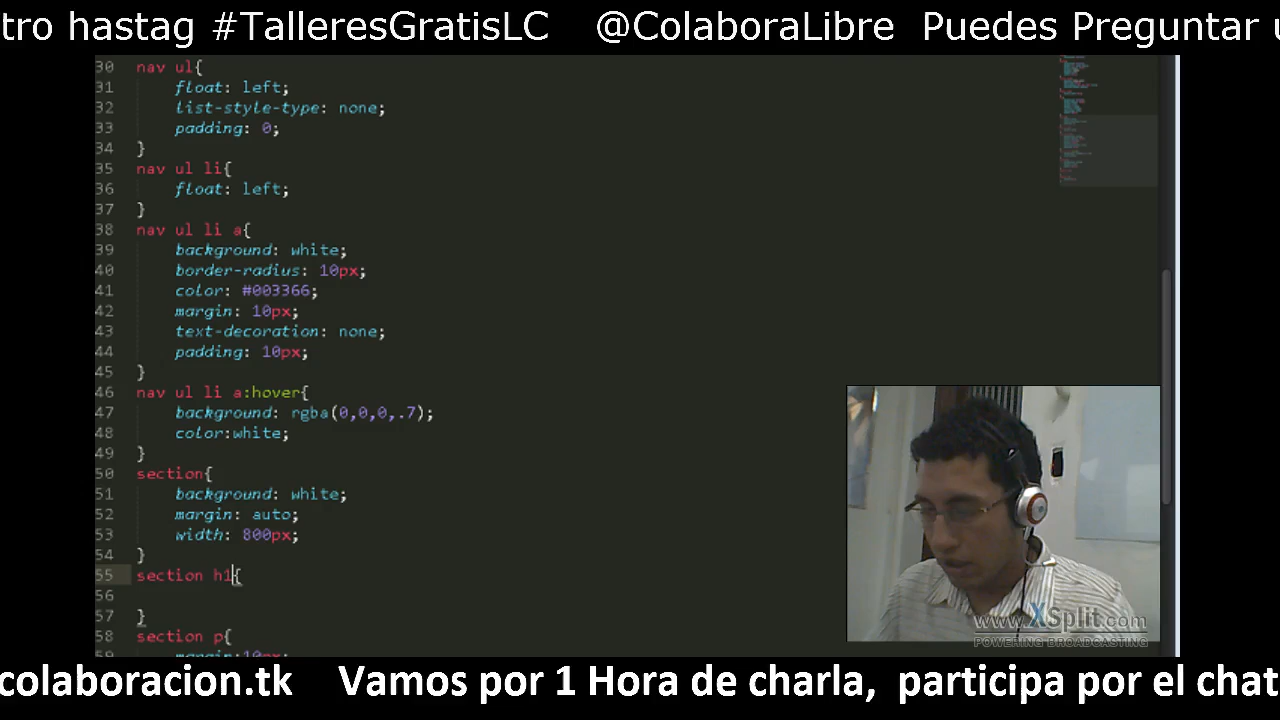 tro hastag #TalleresGratisLC @ColaboraLibre Puedes Preguntar u
30 nav ul{
31 float: left;
32 list-style-type: none;
33 padding: 0;
34 }
35 nav ul li{
36 float: left;
37 }
38 nav ul li a{
39 background: white;
40 border-radius: 10px;
41 color: #003366;
42 margin: 10px;
43 text-decoration: none;
44 padding: 10px;
45 }
46 nav ul li a:hover{
47 background: rgba(0,0,0,.7);
48 color:white;
49 }
50 section{
51 background: white;
52 margin: auto;
53 width: 800px;
54 }
55 section h1{
56
57 }
58 section p{
59 margin:10px;
www.XSplit.com
POWERING BROADCASTING
colaboracion.tk Vamos por 1 Hora de charla, participa por el chat